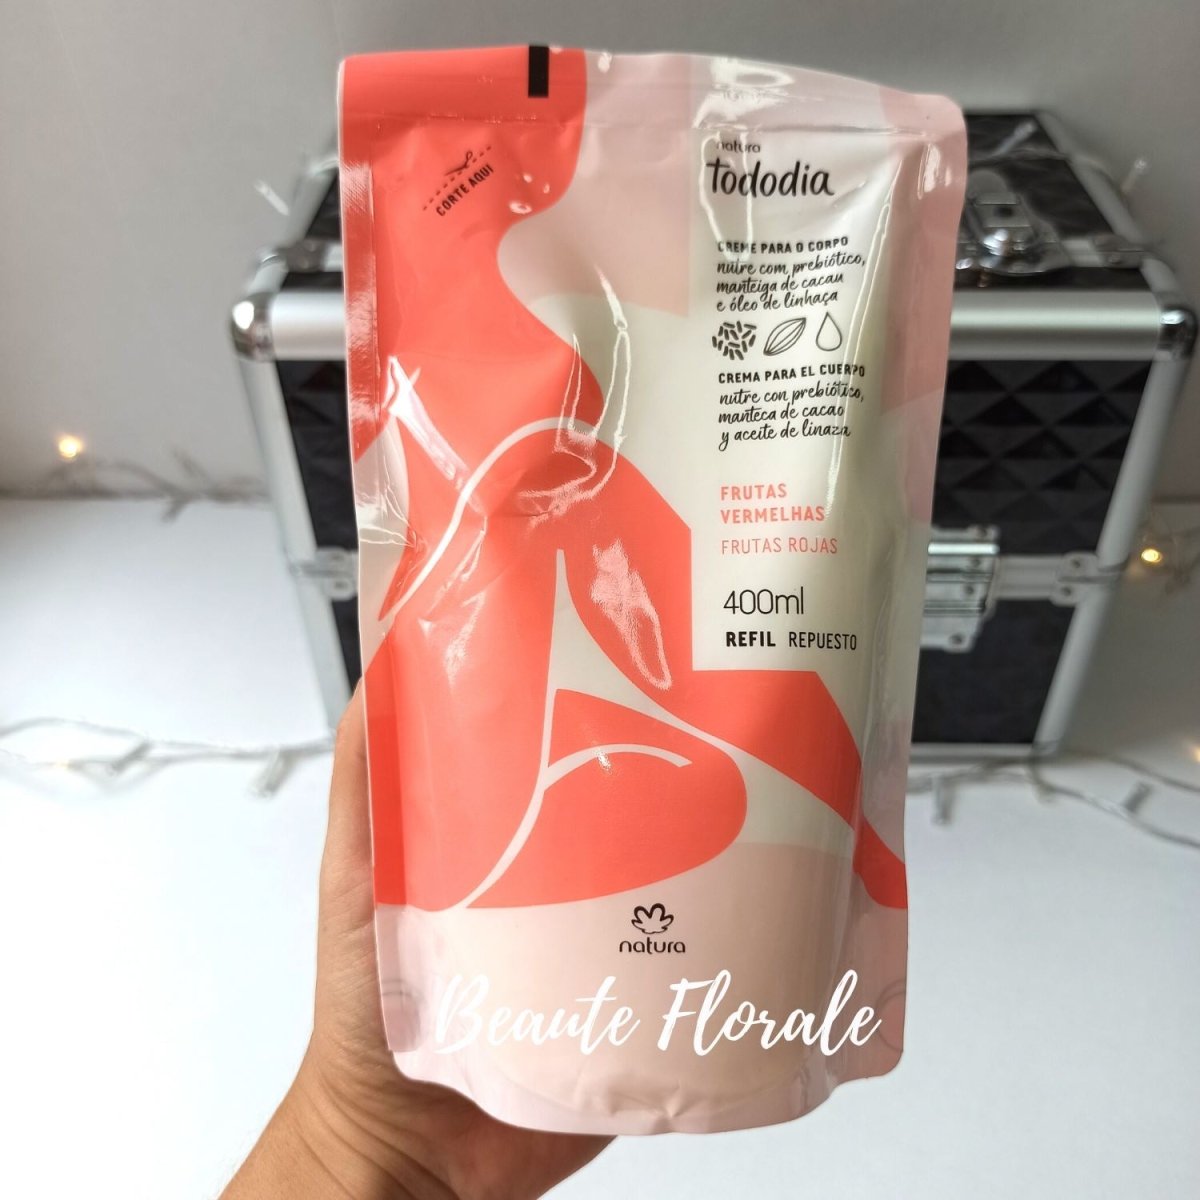 CORTE AQUI
natura
tododia
CREME PARA O CORPO
nutre com prebiótico,
manteiga de cacau
e óleo de linhaça
CREMA PARA EL CUERPO
nutre con prebiótico,
manteca de cacao
y aceite de linaza
FRUTAS
VERMELHAS
FRUTAS ROJAS
400ml
REFIL REPUESTO
natura
Beaute Florale